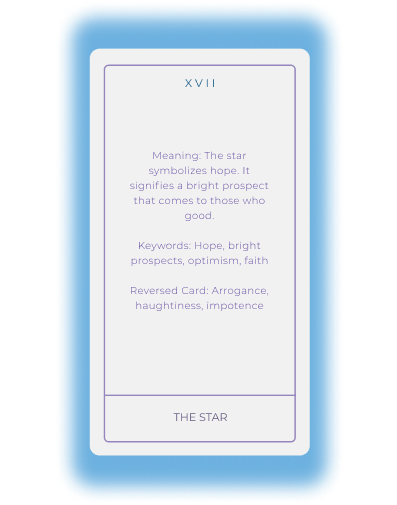 XVII
Meaning: The star
symbolizes hope. It
signifies a bright prospect
that comes to those who
good.
Keywords: Hope, bright
prospects, optimism, faith
Reversed Card: Arrogance,
haughtiness, impotence
THE STAR